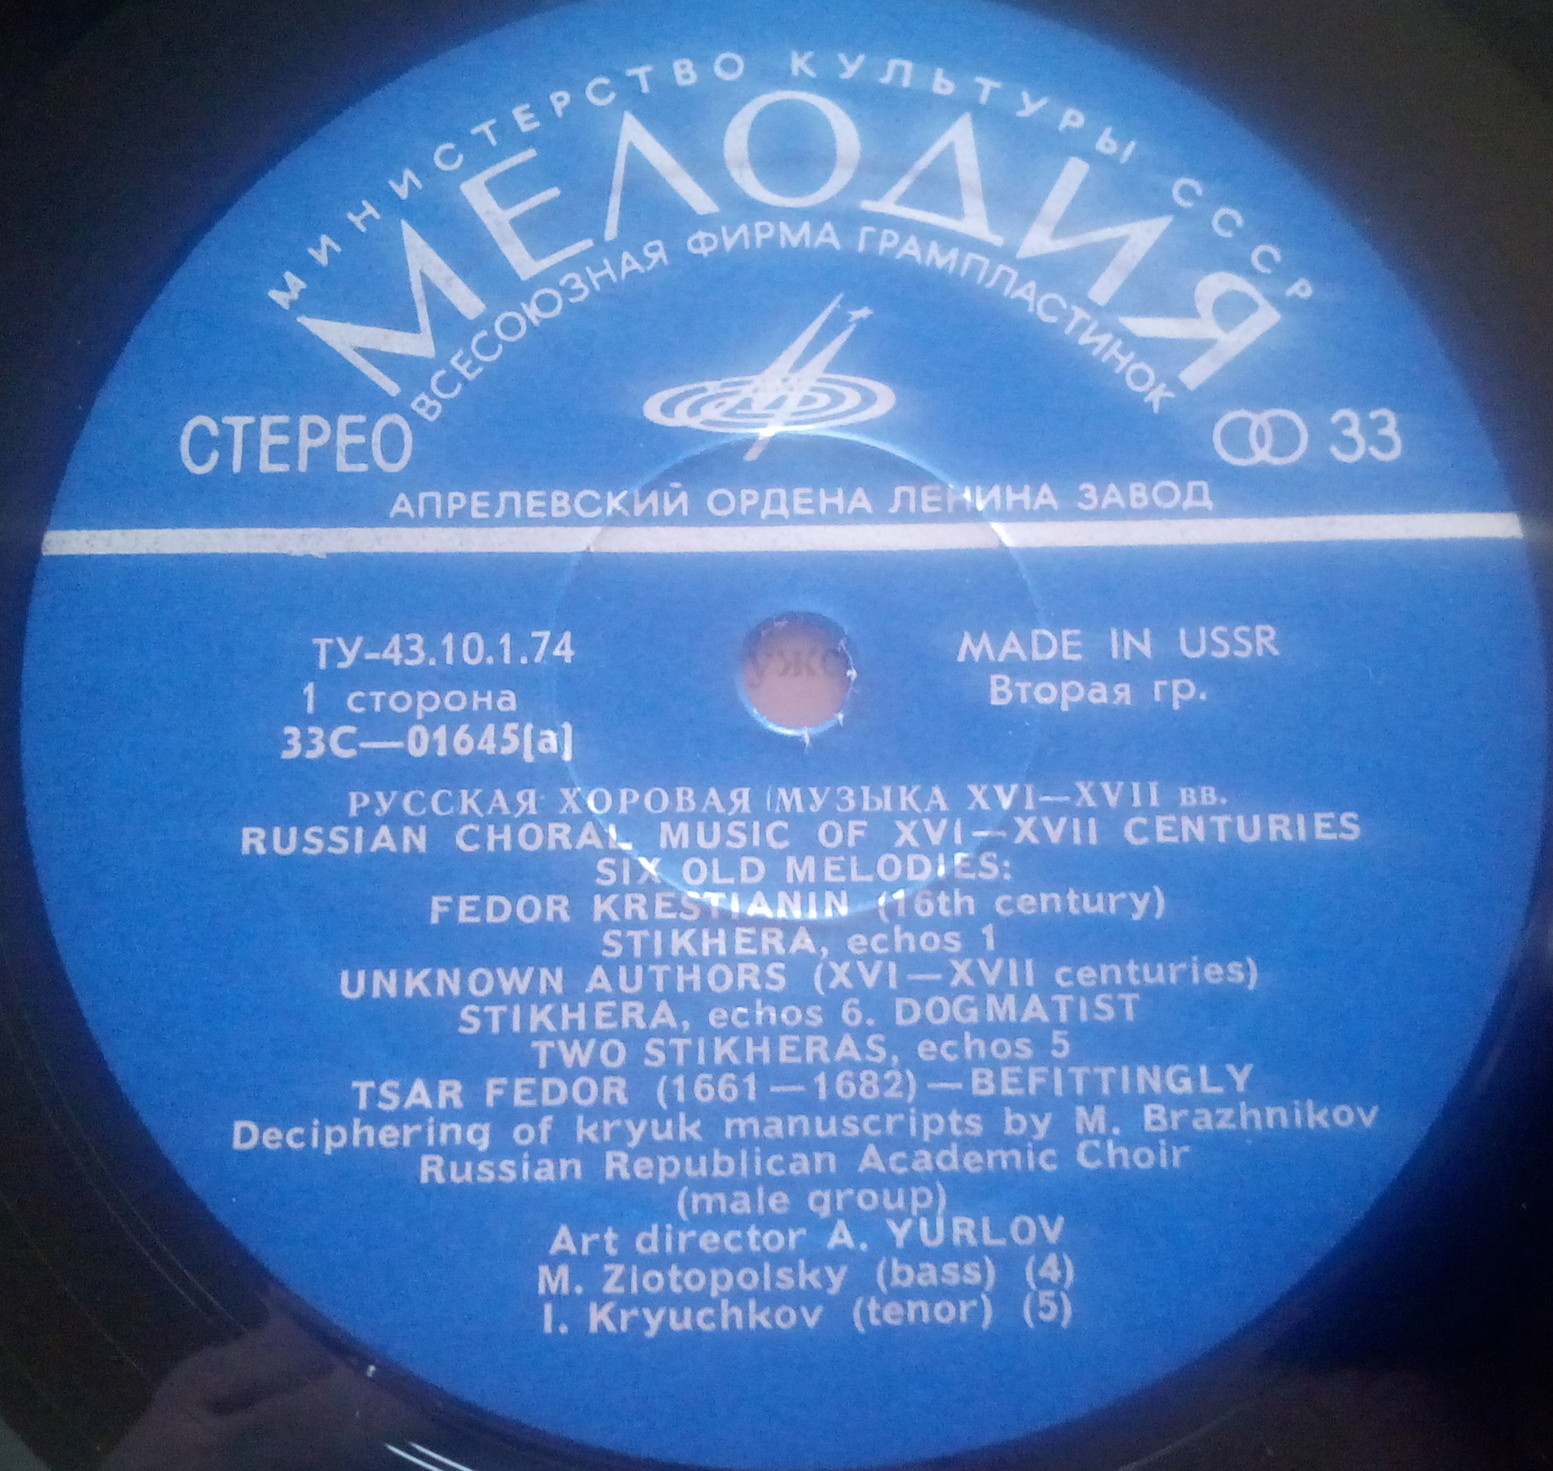 МИНИСТЕРСТВО КУЛЬТУРЫ СССР
МЕЛОДИЯ
ВСЕСОЮЗНАЯ ФИРМА ГРАМПЛАСТИНОК
СТЕРЕО
33
АПРЕЛЕВСКИЙ ОРДЕНА ЛЕНИНА ЗАВОД
ТУ-43.10.1.74
MADE IN USSR
1 сторона
Вторая гр.
33С—01645(a)
РУССКАЯ ХОРОВАЯ МУЗЫКА XVI—XVII вв.
RUSSIAN CHORAL MUSIC OF XVI—XVII CENTURIES
SIX OLD MELODIES:
FEDOR KRESTIANIN (16th century)
STIKHERA, echos 1
UNKNOWN AUTHORS (XVI—XVII centuries)
STIKHERA, echos 6. DOGMATIST
TWO STIKHERAS, echos 5
TSAR FEDOR (1661—1682)—BEFITTINGLY
Deciphering of kryuk manuscripts by M. Brazhnikov
Russian Republican Academic Choir
(male group)
Art director A. YURLOV
M. Zlotopolsky (bass) (4)
I. Kryuchkov (tenor) (5)